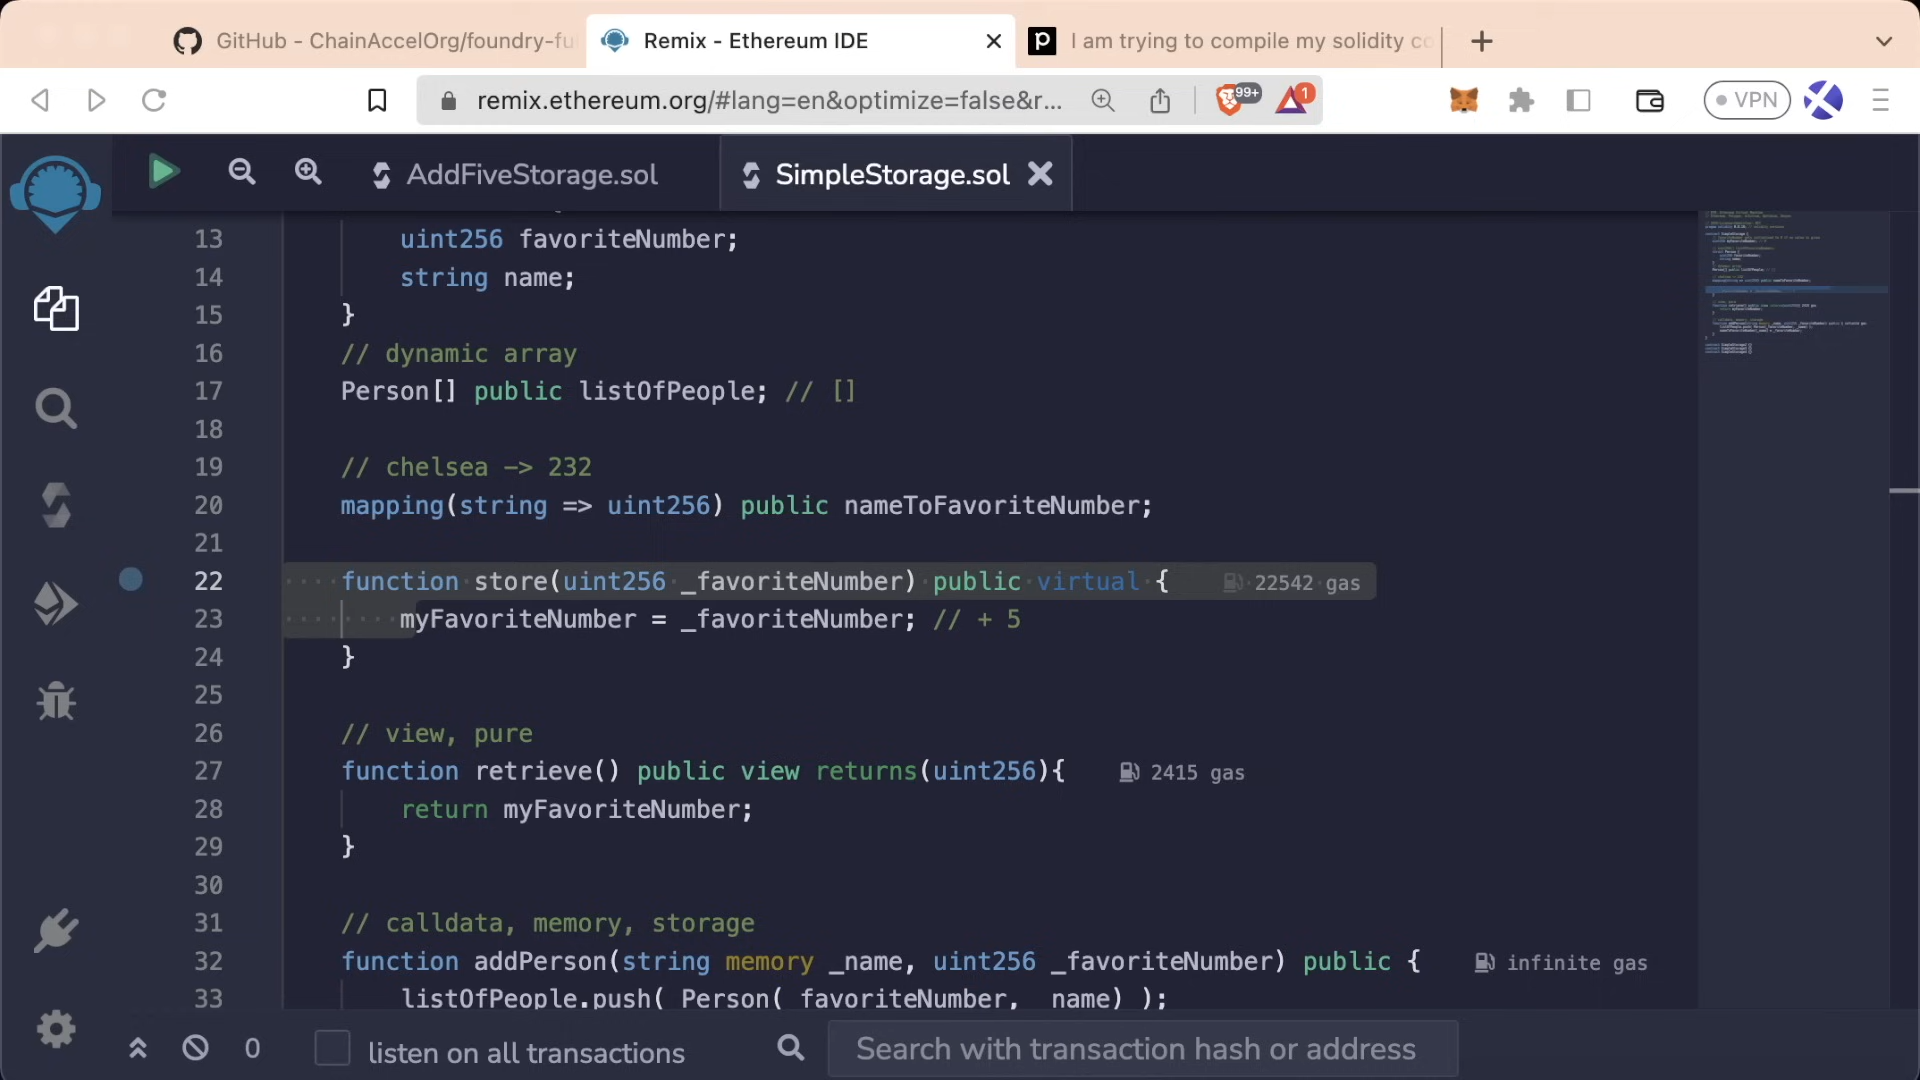 GitHub - ChainAccelOrg/foundry-fu
Remix - Ethereum IDE
I am trying to compile my solidity co
remix.ethereum.org/#lang=en&optimize=false&r...
99+
1
VPN
AddFiveStorage.sol
SimpleStorage.sol
13 uint256 favoriteNumber;
14 string name;
15 }
16 // dynamic array
17 Person[] public listOfPeople; // []
18
19 // chelsea -> 232
20 mapping(string => uint256) public nameToFavoriteNumber;
21
22 function store(uint256 _favoriteNumber) public virtual { 22542 gas
23 myFavoriteNumber = _favoriteNumber; // + 5
24 }
25
26 // view, pure
27 function retrieve() public view returns(uint256){ 2415 gas
28 return myFavoriteNumber;
29 }
30
31 // calldata, memory, storage
32 function addPerson(string memory _name, uint256 _favoriteNumber) public { infinite gas
33 listOfPeople.push( Person( favoriteNumber, name) );
0
listen on all transactions
Search with transaction hash or address